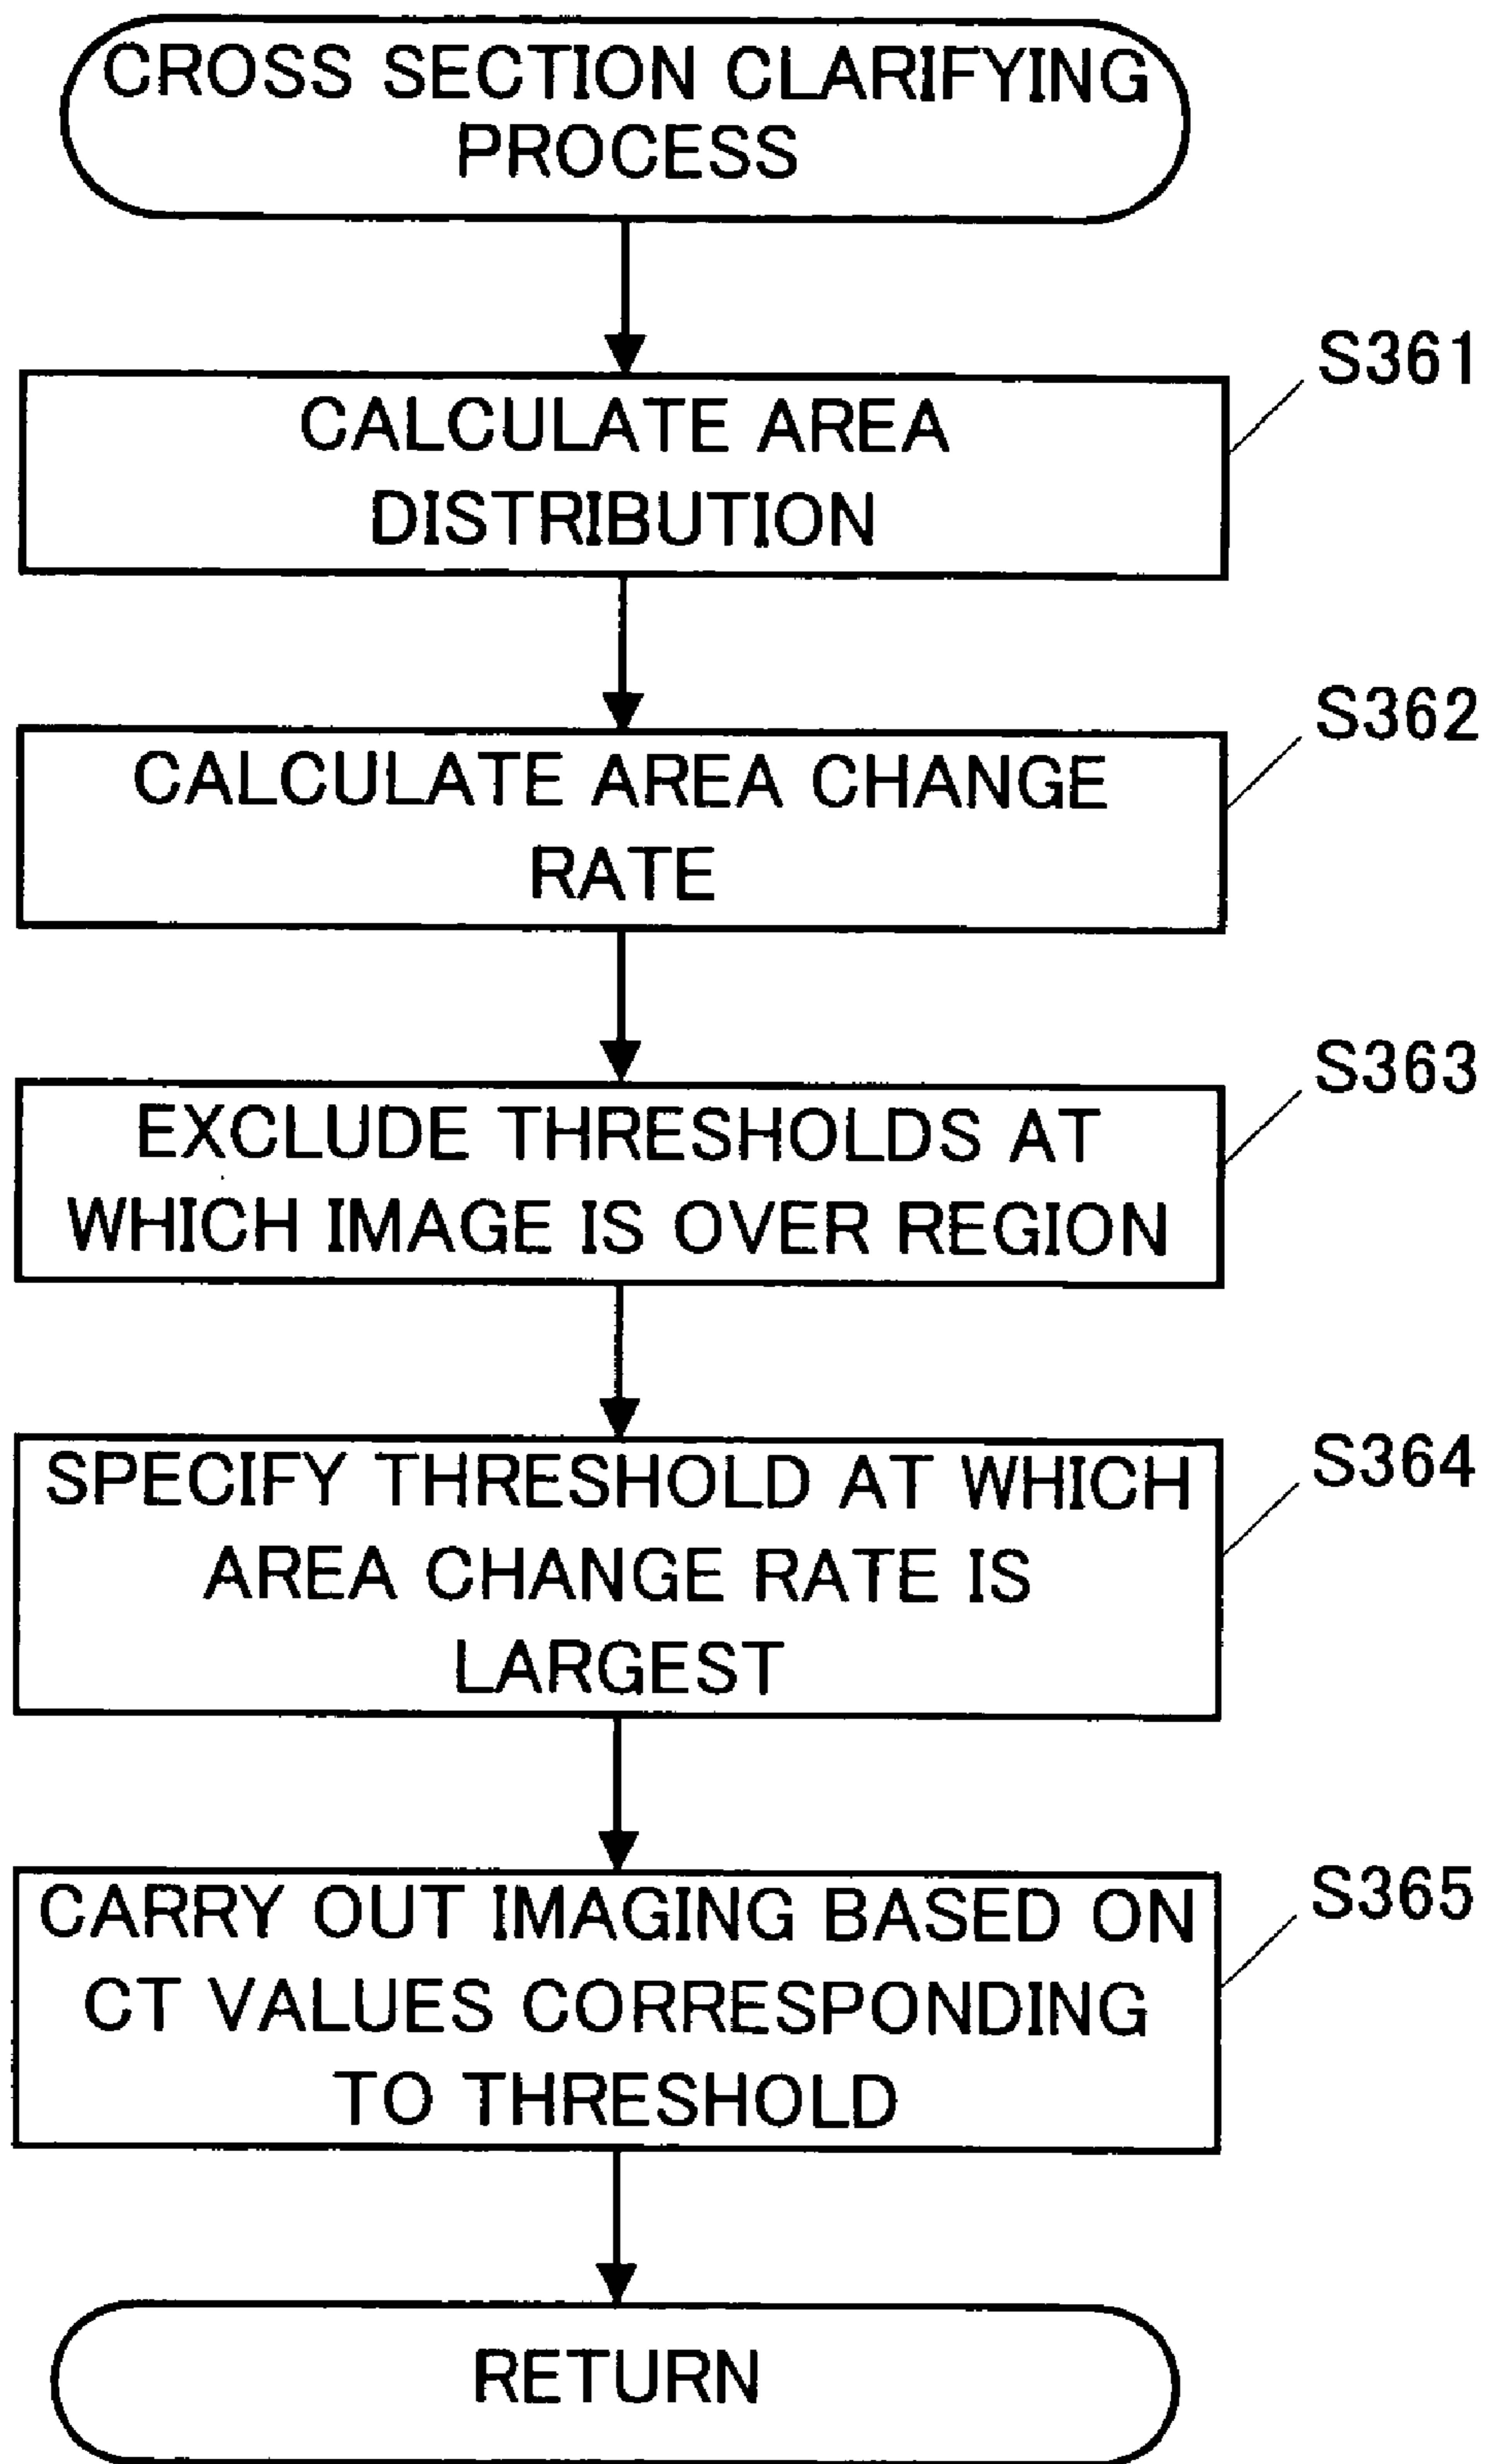 CROSS SECTION CLARIFYING
PROCESS
S361
CALCULATE AREA
DISTRIBUTION
S362
CALCULATE AREA CHANGE
RATE
S363
EXCLUDE THRESHOLDS AT
WHICH IMAGE IS OVER REGION
S364
SPECIFY THRESHOLD AT WHICH
AREA CHANGE RATE IS
LARGEST
S365
CARRY OUT IMAGING BASED ON
CT VALUES CORRESPONDING
TO THRESHOLD
RETURN